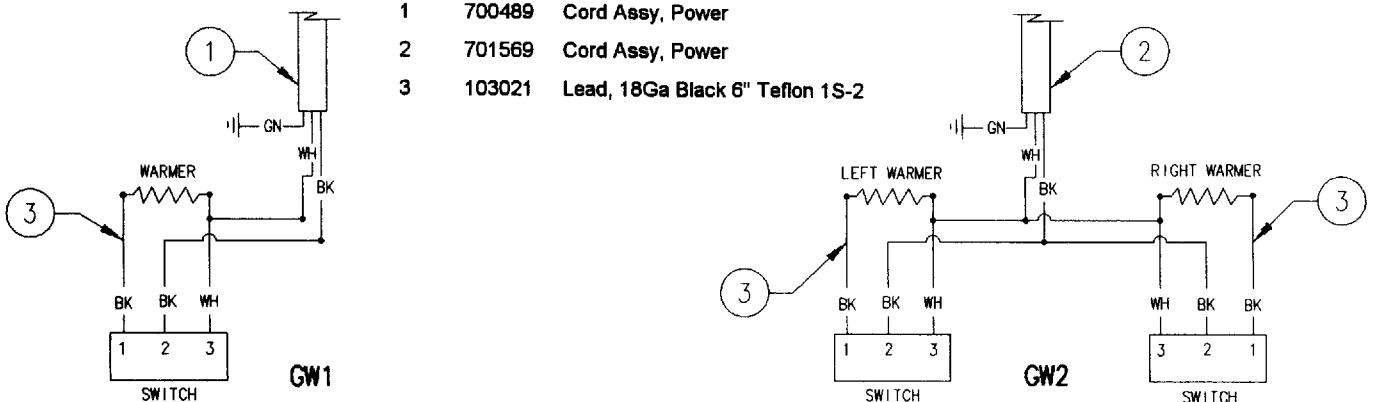 1 700489 Cord Assy, Power
2 701569 Cord Assy, Power
3 103021 Lead, 18Ga Black 6" Teflon 1S-2
1
GN
WH
BK
WARMER
3
BK BK WH
1 2 3
SWITCH
GW1
2
GN
WH
BK
LEFT WARMER
RIGHT WARMER
3
3
BK BK WH
WH BK BK
1 2 3
3 2 1
SWITCH
GW2
SWITCH